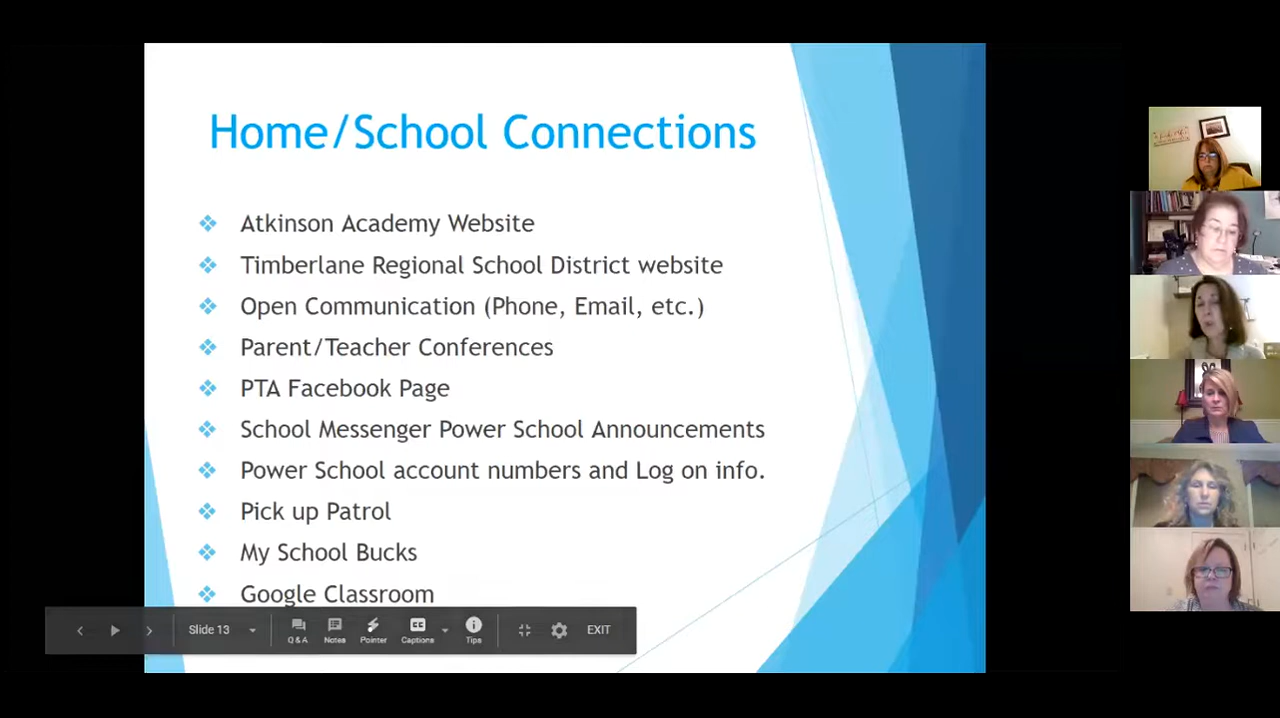 Home/School Connections
Atkinson Academy Website
Timberlane Regional School District website
Open Communication (Phone, Email, etc.)
Parent/Teacher Conferences
PTA Facebook Page
School Messenger Power School Announcements
Power School account numbers and Log on info.
Pick up Patrol
My School Bucks
Google Classroom
Slide 13
Q & A
Notes
Pointer
CC
Captions
Tips
EXIT